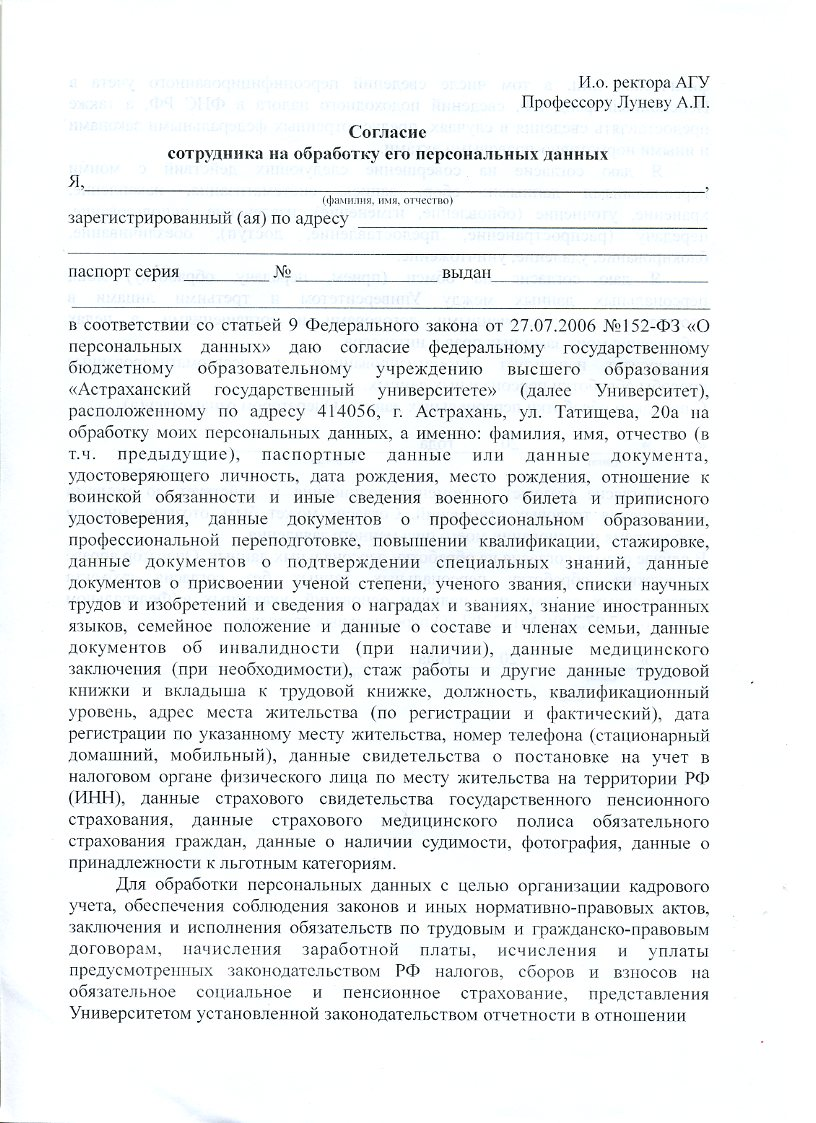 И.о. ректора АГУ
Профессору Луневу А.П.
Согласие
сотрудника на обработку его персональных данных
Я,___________________________________________________,
(фамилия, имя, отчество)
зарегистрированный (ая) по адресу ______________________
___________________________________________________
паспорт серия _________ № _______________ выдан_____________
___________________________________________________
в соответствии со статьей 9 Федерального закона от 27.07.2006 №152-ФЗ «О
персональных данных» даю согласие федеральному государственному
бюджетному образовательному учреждению высшего образования
«Астраханский государственный университете» (далее Университет),
расположенному по адресу 414056, г. Астрахань, ул. Татищева, 20а на
обработку моих персональных данных, а именно: фамилия, имя, отчество (в
т.ч. предыдущие), паспортные данные или данные документа,
удостоверяющего личность, дата рождения, место рождения, отношение к
воинской обязанности и иные сведения военного билета и приписного
удостоверения, данные документов о профессиональном образовании,
профессиональной переподготовке, повышении квалификации, стажировке,
данные документов о подтверждении специальных знаний, данные
документов о присвоении ученой степени, ученого звания, списки научных
трудов и изобретений и сведения о наградах и званиях, знание иностранных
языков, семейное положение и данные о составе и членах семьи, данные
документов об инвалидности (при наличии), данные медицинского
заключения (при необходимости), стаж работы и другие данные трудовой
книжки и вкладыша к трудовой книжке, должность, квалификационный
уровень, адрес места жительства (по регистрации и фактический), дата
регистрации по указанному месту жительства, номер телефона (стационарный
домашний, мобильный), данные свидетельства о постановке на учет в
налоговом органе физического лица по месту жительства на территории РФ
(ИНН), данные страхового свидетельства государственного пенсионного
страхования, данные страхового медицинского полиса обязательного
страхования граждан, данные о наличии судимости, фотография, данные о
принадлежности к льготным категориям.
Для обработки персональных данных с целью организации кадрового
учета, обеспечения соблюдения законов и иных нормативно-правовых актов,
заключения и исполнения обязательств по трудовым и гражданско-правовым
договорам, начисления заработной платы, исчисления и уплаты
предусмотренных законодательством РФ налогов, сборов и взносов на
обязательное социальное и пенсионное страхование, представления
Университетом установленной законодательством отчетности в отношении